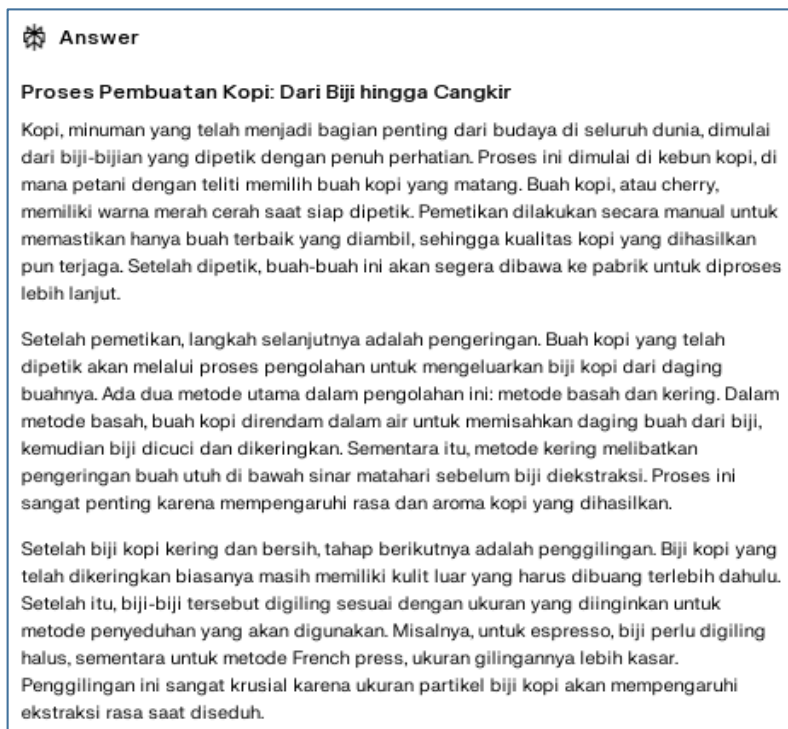 Answer
Proses Pembuatan Kopi: Dari Biji hingga Cangkir
Kopi, minuman yang telah menjadi bagian penting dari budaya di seluruh dunia, dimulai
dari biji-bijian yang dipetik dengan penuh perhatian. Proses ini dimulai di kebun kopi, di
mana petani dengan teliti memilih buah kopi yang matang. Buah kopi, atau cherry,
memiliki warna merah cerah saat siap dipetik. Pemetikan dilakukan secara manual untuk
memastikan hanya buah terbaik yang diambil, sehingga kualitas kopi yang dihasilkan
pun terjaga. Setelah dipetik, buah-buah ini akan segera dibawa ke pabrik untuk diproses
lebih lanjut.
Setelah pemetikan, langkah selanjutnya adalah pengeringan. Buah kopi yang telah
dipetik akan melalui proses pengolahan untuk mengeluarkan biji kopi dari daging
buahnya. Ada dua metode utama dalam pengolahan ini: metode basah dan kering. Dalam
metode basah, buah kopi direndam dalam air untuk memisahkan daging buah dari biji,
kemudian biji dicuci dan dikeringkan. Sementara itu, metode kering melibatkan
pengeringan buah utuh di bawah sinar matahari sebelum biji diekstraksi. Proses ini
sangat penting karena mempengaruhi rasa dan aroma kopi yang dihasilkan.
Setelah biji kopi kering dan bersih, tahap berikutnya adalah penggilingan. Biji kopi yang
telah dikeringkan biasanya masih memiliki kulit luar yang harus dibuang terlebih dahulu.
Setelah itu, biji-biji tersebut digiling sesuai dengan ukuran yang diinginkan untuk
metode penyeduhan yang akan digunakan. Misalnya, untuk espresso, biji perlu digiling
halus, sementara untuk metode French press, ukuran gilingannya lebih kasar.
Penggilingan ini sangat krusial karena ukuran partikel biji kopi akan mempengaruhi
ekstraksi rasa saat diseduh.